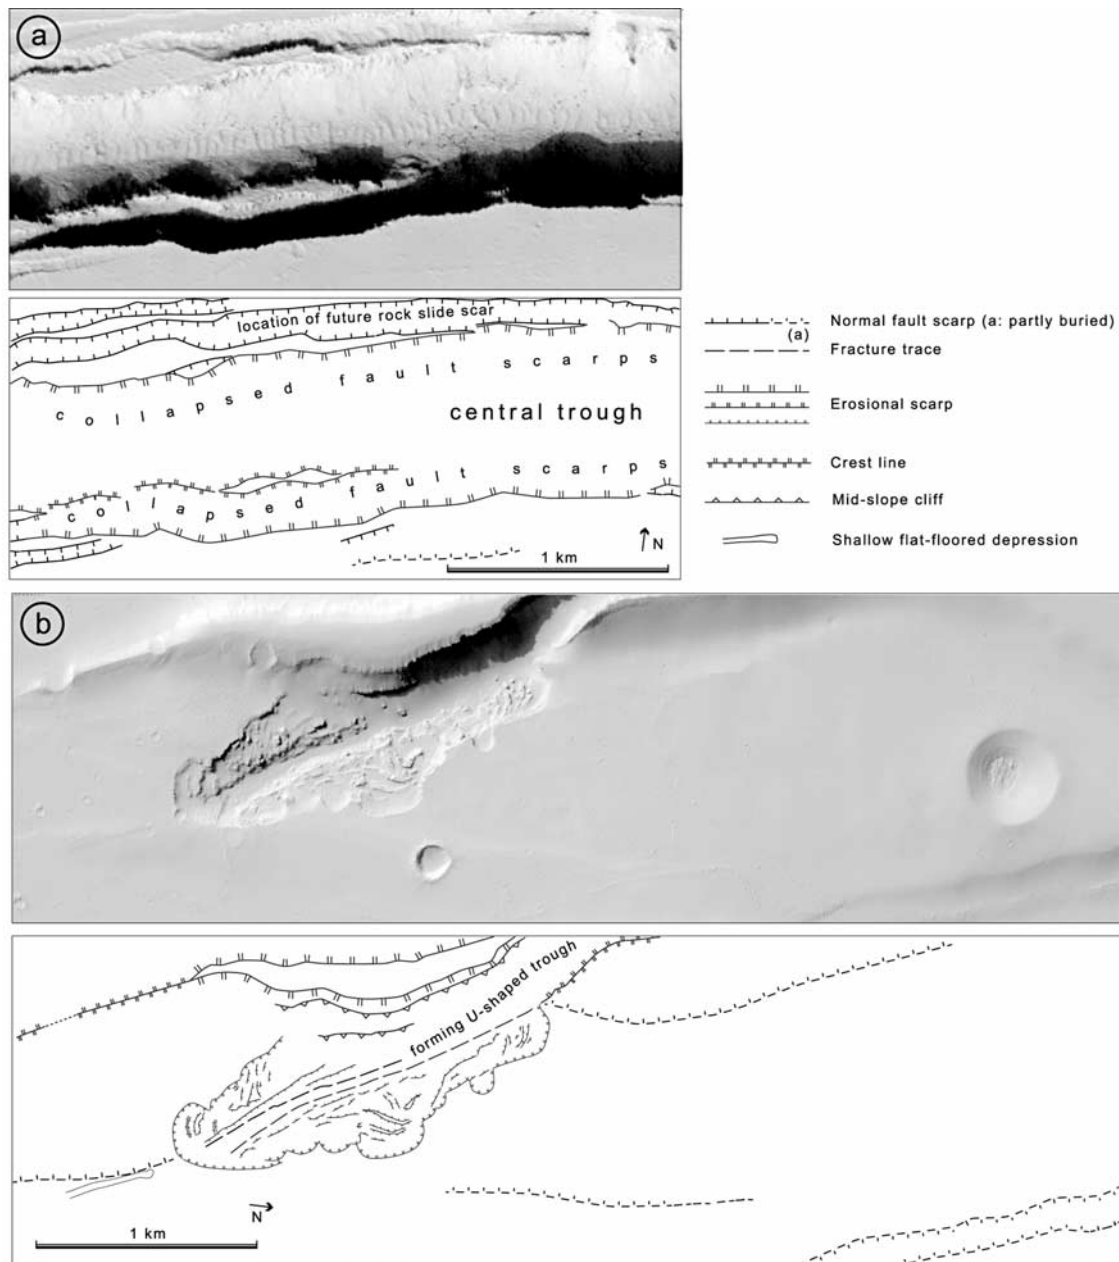 a
location of future rock slide scar
collapsed fault scarps
central trough
collapsed fault scarps
N
1 km
Normal fault scarp (a: partly buried)
(a)
Fracture trace
Erosional scarp
Crest line
Mid-slope cliff
Shallow flat-floored depression
b
forming U-shaped trough
N
1 km